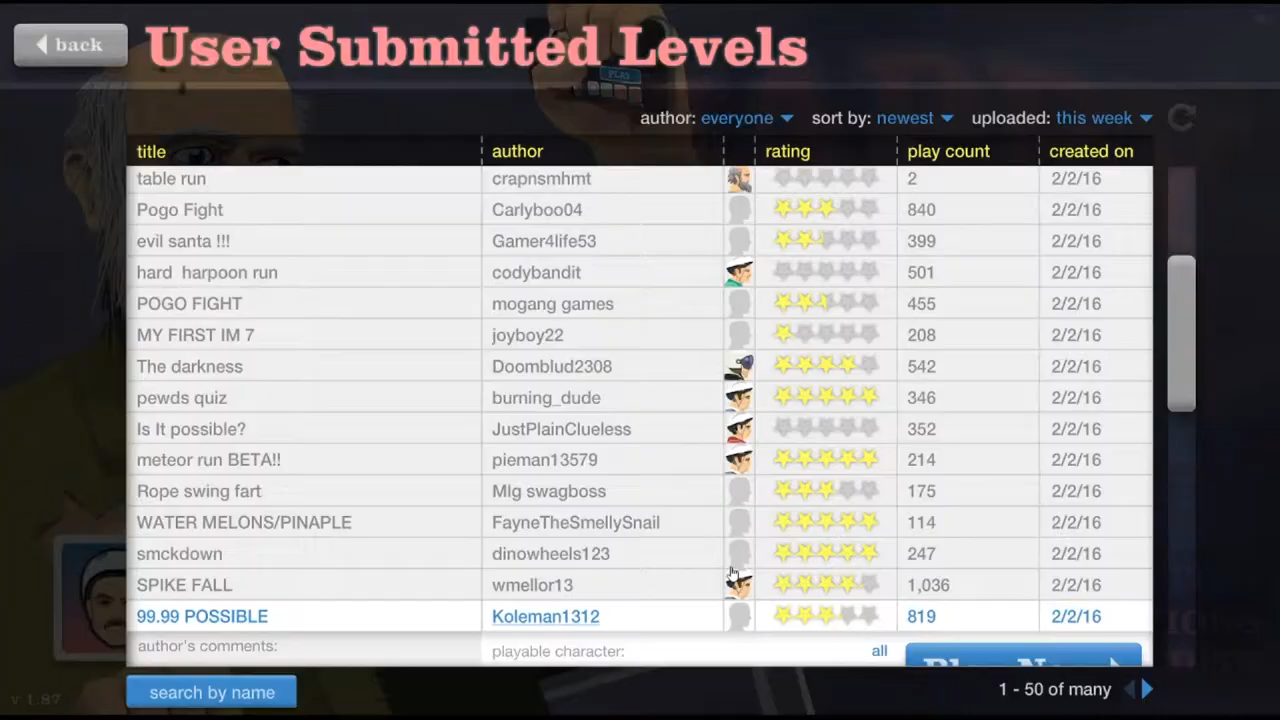 back
User Submitted Levels
PLAY
author: everyone sort by: newest uploaded: this week
title author rating play count created on
table run crapnsmhmt 2 2/2/16
Pogo Fight Carlyboo04 840 2/2/16
evil santa !!! Gamer4life53 399 2/2/16
hard harpoon run codybandit 501 2/2/16
POGO FIGHT mogang games 455 2/2/16
MY FIRST IM 7 joyboy22 208 2/2/16
The darkness Doomblud2308 542 2/2/16
pewds quiz burning_dude 346 2/2/16
Is It possible? JustPlainClueless 352 2/2/16
meteor run BETA!! pieman13579 214 2/2/16
Rope swing fart Mlg swagboss 175 2/2/16
WATER MELONS/PINAPLE FayneTheSmellySnail 114 2/2/16
smckdown dinowheels123 247 2/2/16
SPIKE FALL wmellor13 1,036 2/2/16
99.99 POSSIBLE Koleman1312 819 2/2/16
author's comments: playable character: all
search by name 1 - 50 of many
v 1.87